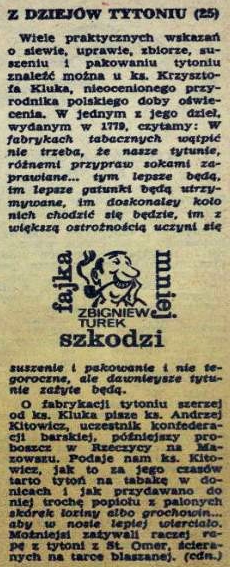 Z DZIEJÓW TYTONIU (25)
Wiele praktycznych wskazań
o siewie, uprawie, zbiorze, su-
szeniu i pakowaniu tytoniu
znaleźć można u ks. Krzyszto-
fa Kluka, nieocenionego przy-
rodnika polskiego doby oświe-
cenia. W jednym z jego dzieł,
wydanym w 1779, czytamy: W
fabrykach tabacznych wątpić
nie trzeba, że nasze tytunie,
różnemi przypraw sokami za-
prawiane... tym lepsze będą,
im lepsze gatunki będą utrzy-
mywane, im doskonaley koło
nich chodzić się będzie, im z
większą ostrożnością uczyni się
fajka
mniej
ZBIGNIEW
TUREK
szkodzi
suszenie i pakowanie i nie te-
goroczne, ale dawnieysze tytu-
nie zażyte będą.
O fabrykacji tytoniu szerzej
od ks. Kluka pisze ks. Andrzej
Kitowicz, uczestnik konfedera-
cji barskiej, późniejszy pro-
boszcz w Rzeczycy na Ma-
zowszu. Podaje nam ks. Kito-
wicz, jak to za jego czasów
tarto tytoń na tabakę w do-
nicach i jak przydawano do
niej trochę popiołu z palonych
skórek łoziny albo grochowin...
aby w nosie lepiej wierciało.
Możniejsi zażywali raczej ra-
pę z tytoni z St. Omer, ściera-
nych na tarce blaszanej. (cdn.)